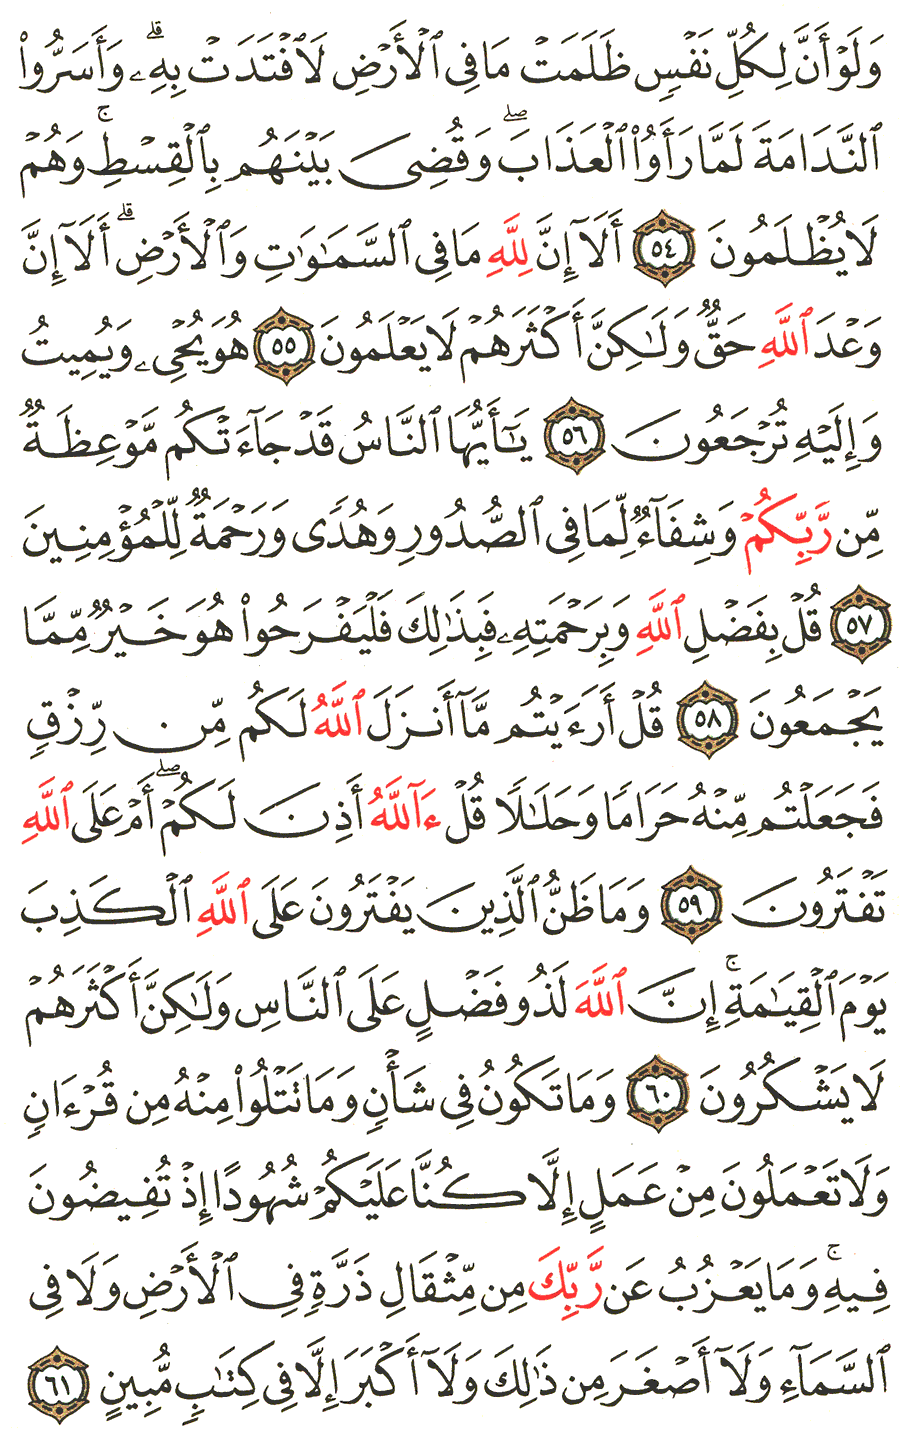 وَلَوْ أَنَّ لِكُلِّ نَفْسٍ ظَلَمَتْ مَا فِى ٱلْأَرْضِ لَٱفْتَدَتْ بِهِۦ ۗ وَأَسَرُّوا۟
ٱلنَّدَامَةَ لَمَّا رَأَوُا۟ ٱلْعَذَابَ ۖ وَقُضِىَ بَيْنَهُم بِٱلْقِسْطِ ۚ وَهُمْ
لَا يُظْلَمُونَ ٥٤ أَلَآ إِنَّ لِلَّهِ مَا فِى ٱلسَّمَـٰوَٰتِ وَٱلْأَرْضِ ۗ أَلَآ إِنَّ
وَعْدَ ٱللَّهِ حَقٌّ وَلَـٰكِنَّ أَكْثَرَهُمْ لَا يَعْلَمُونَ ٥٥ هُوَ يُحْىِۦ وَيُمِيتُ
وَإِلَيْهِ تُرْجَعُونَ ٥٦ يَـٰٓأَيُّهَا ٱلنَّاسُ قَدْ جَآءَتْكُم مَّوْعِظَةٌ
مِّن رَّبِّكُمْ وَشِفَآءٌ لِّمَا فِى ٱلصُّدُورِ وَهُدًى وَرَحْمَةٌ لِّلْمُؤْمِنِينَ
٥٧ قُلْ بِفَضْلِ ٱللَّهِ وَبِرَحْمَتِهِۦ فَبِذَٰلِكَ فَلْيَفْرَحُوا۟ هُوَ خَيْرٌ مِّمَّا
يَجْمَعُونَ ٥٨ قُلْ أَرَءَيْتُم مَّآ أَنزَلَ ٱللَّهُ لَكُم مِّن رِّزْقٍ
فَجَعَلْتُم مِّنْهُ حَرَامًا وَحَلَـٰلًا قُلْ ءَآللَّهُ أَذِنَ لَكُمْ ۖ أَمْ عَلَى ٱللَّهِ
تَفْتَرُونَ ٥٩ وَمَا ظَنُّ ٱلَّذِينَ يَفْتَرُونَ عَلَى ٱللَّهِ ٱلْكَذِبَ
يَوْمَ ٱلْقِيَـٰمَةِ ۚ إِنَّ ٱللَّهَ لَذُو فَضْلٍ عَلَى ٱلنَّاسِ وَلَـٰكِنَّ أَكْثَرَهُمْ
لَا يَشْكُرُونَ ٦٠ وَمَا تَكُونُ فِى شَأْنٍ وَمَا تَتْلُوا۟ مِنْهُ مِن قُرْءَانٍ
وَلَا تَعْمَلُونَ مِنْ عَمَلٍ إِلَّا كُنَّا عَلَيْكُمْ شُهُودًا إِذْ تُفِيضُونَ
فِيهِ ۚ وَمَا يَعْزُبُ عَن رَّبِّكَ مِن مِّثْقَالِ ذَرَّةٍ فِى ٱلْأَرْضِ وَلَا فِى
ٱلسَّمَآءِ وَلَآ أَصْغَرَ مِن ذَٰلِكَ وَلَآ أَكْبَرَ إِلَّا فِى كِتَـٰبٍ مُّبِينٍ ٦١